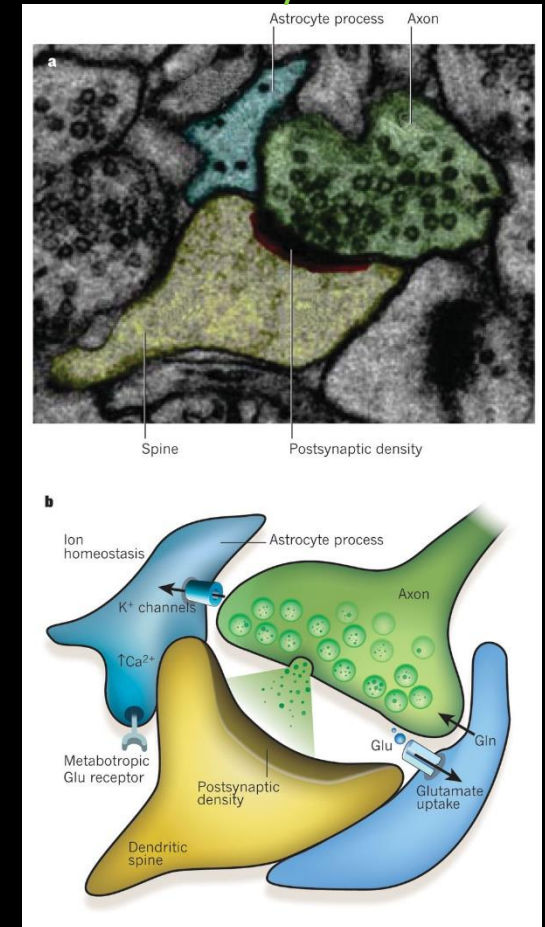 Astrocyte process
Axon
a
Spine
Postsynaptic density
b
Ion
homeostasis
Astrocyte process
K⁺ channels
Axon
↑Ca²⁺
Metabotropic
Glu receptor
Glu
Gln
Postsynaptic
density
Glutamate
uptake
Dendritic
spine